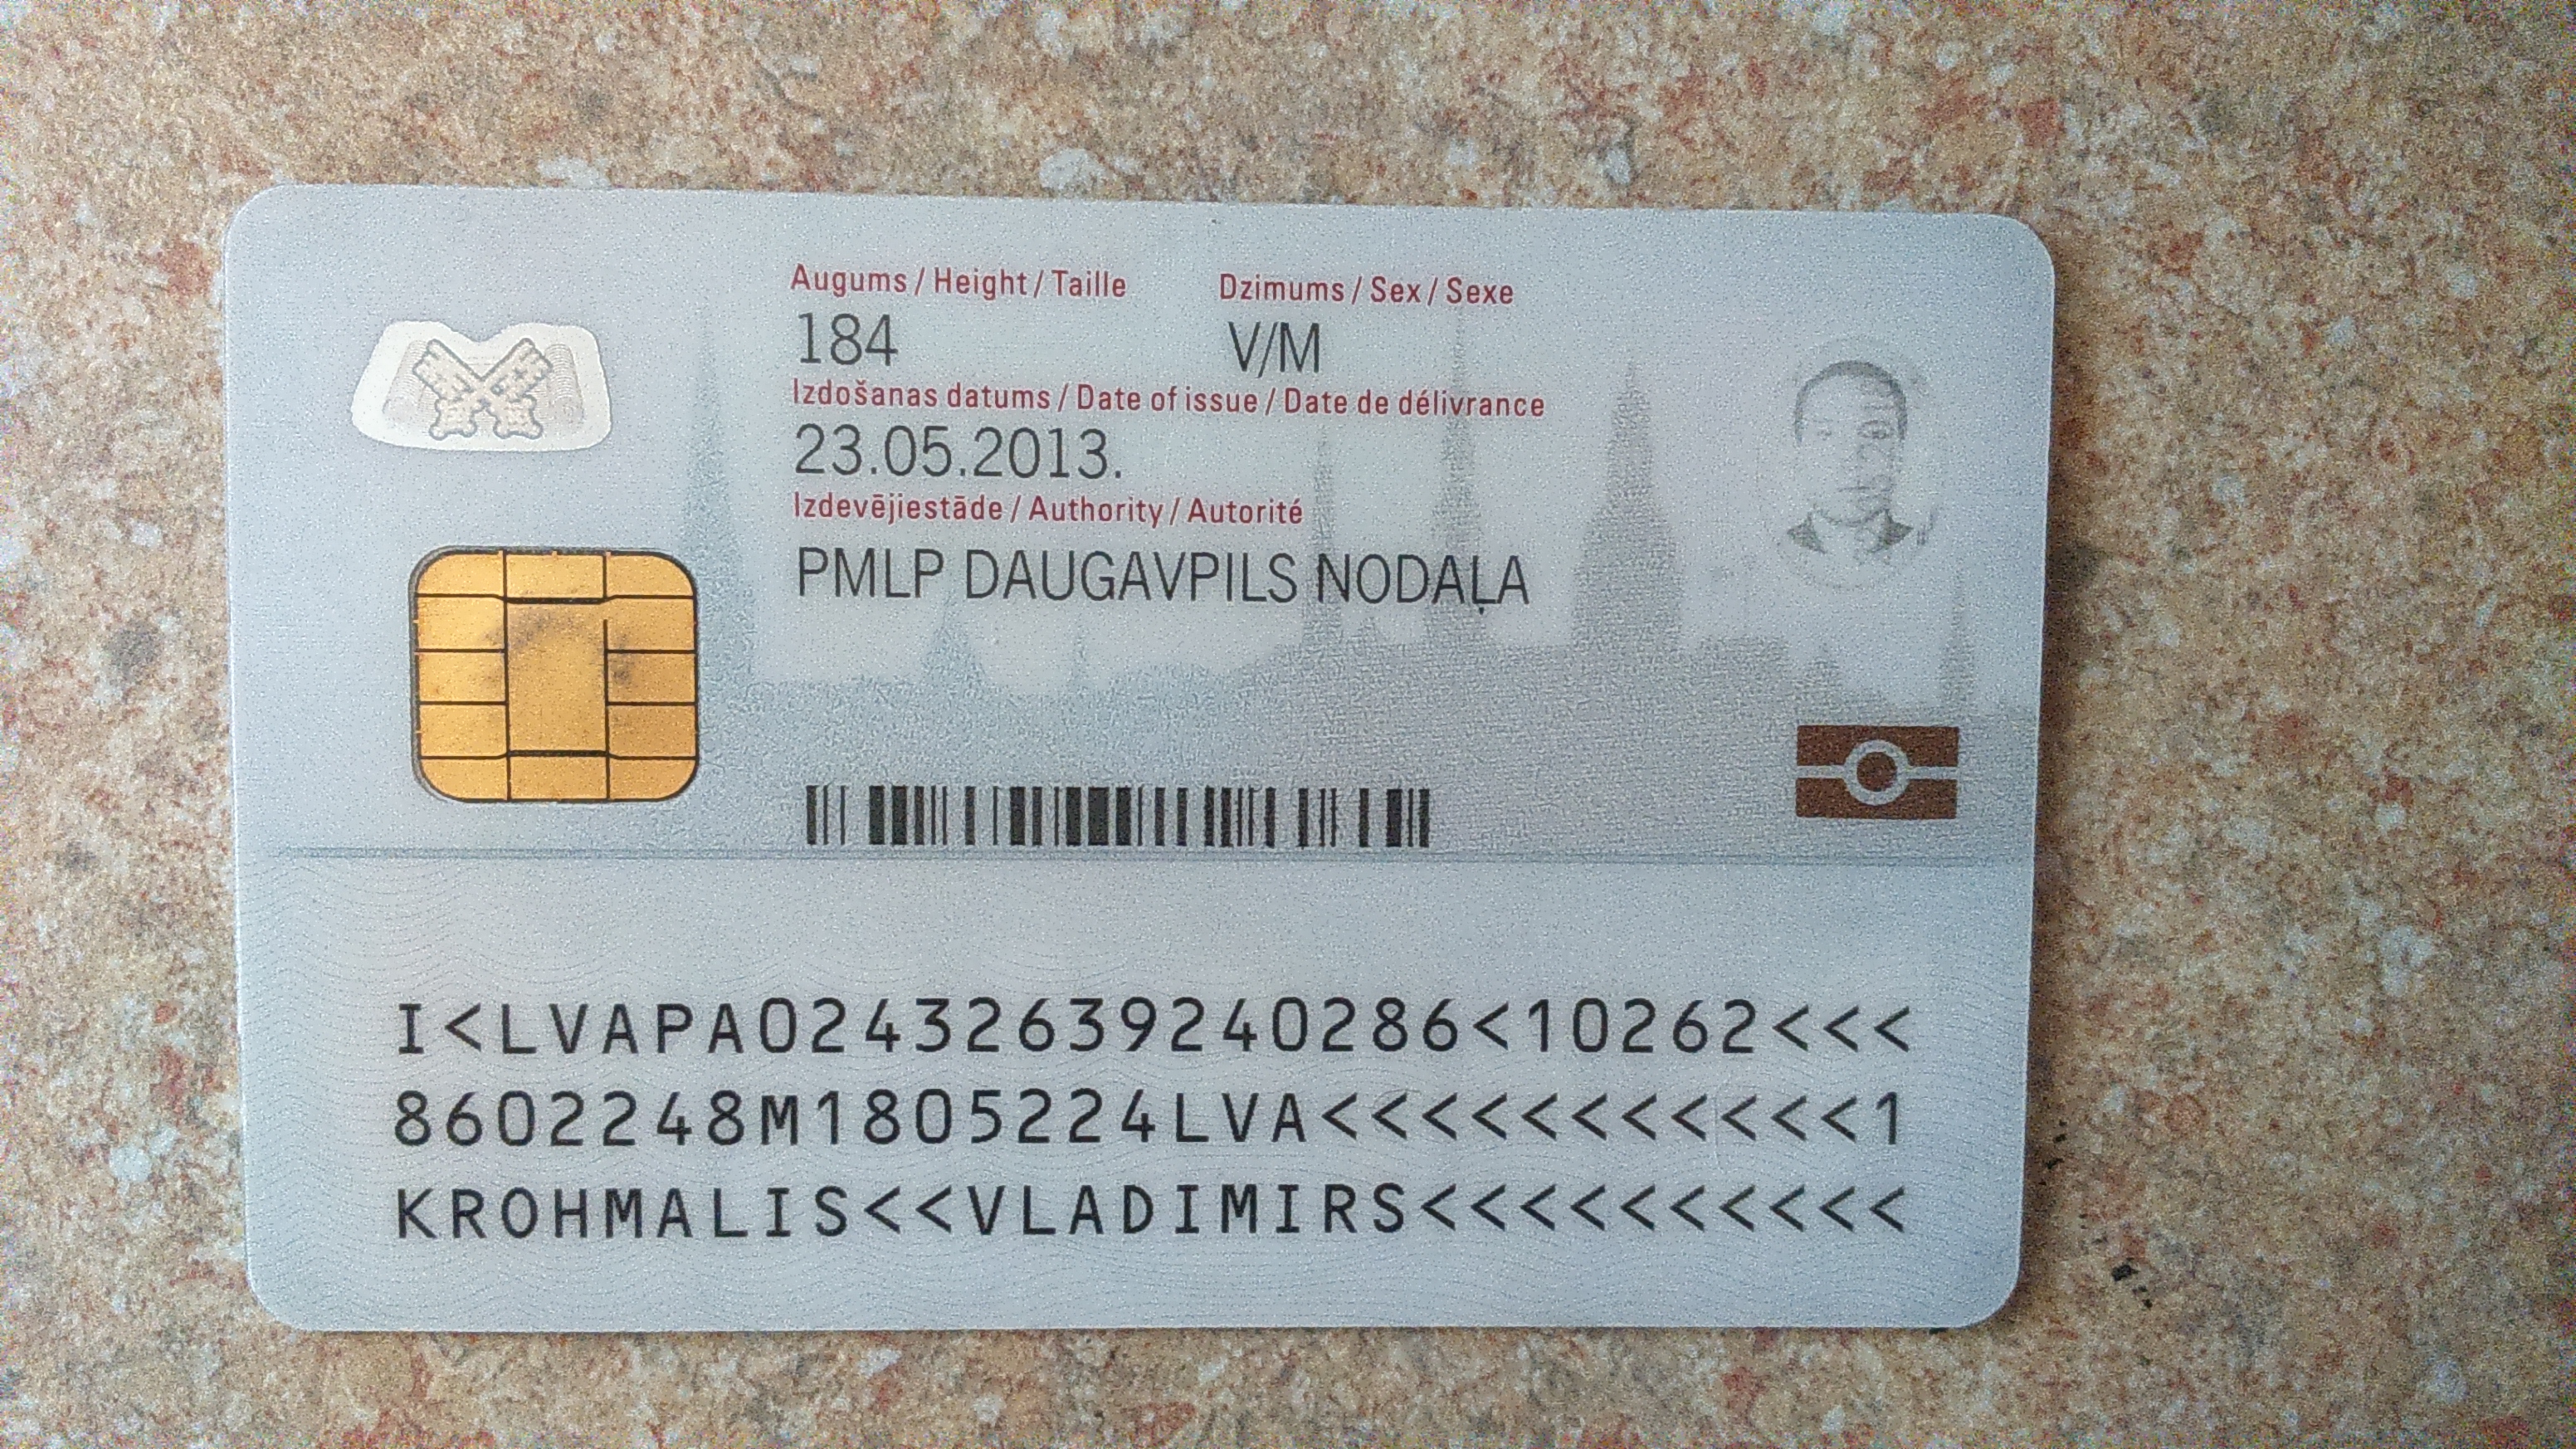 Augums / Height / Taille Dzimums / Sex / Sexe
184 V/M
Izdošanas datums / Date of issue / Date de délivrance
23.05.2013.
Izdevējiestāde / Authority / Autorité
PMLP DAUGAVPILS NODAĻA
I<LVAPA02432639240286<10262<<<
8602248M1805224LVA<<<<<<<<<<<1
KROHMALIS<<VLADIMIRS<<<<<<<<<<